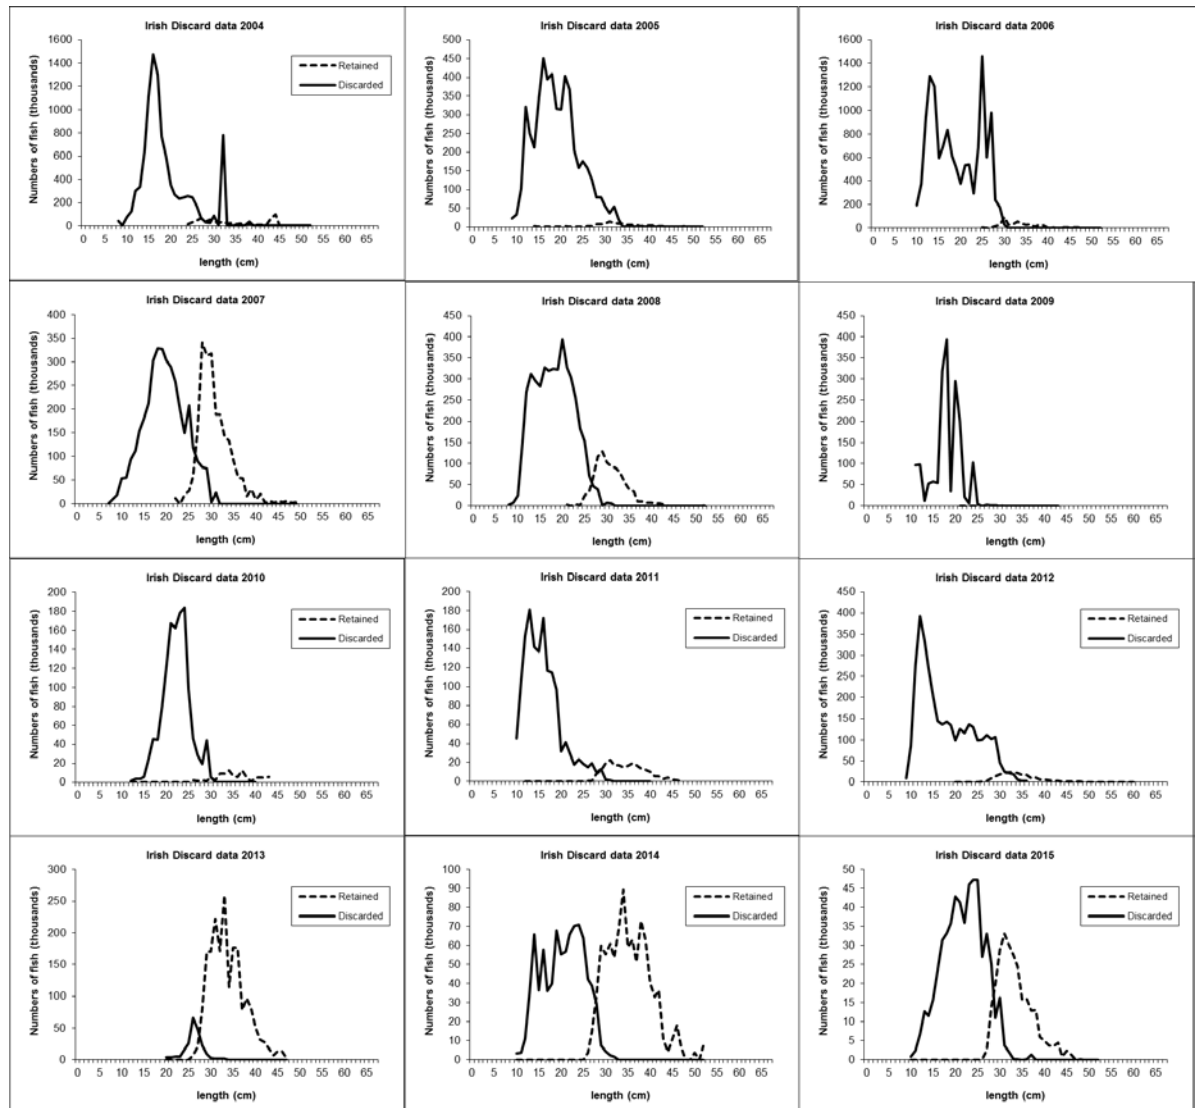 Irish Discard data 2004
Numbers of fish (thousands)
1600
1400
1200
1000
800
600
400
200
0
Retained
Discarded
0 5 10 15 20 25 30 35 40 45 50 55 60 65
length (cm)
Irish Discard data 2005
Numbers of fish (thousands)
500
450
400
350
300
250
200
150
100
50
0
0 5 10 15 20 25 30 35 40 45 50 55 60 65
length (cm)
Irish Discard data 2006
Numbers of fish (thousands)
1600
1400
1200
1000
800
600
400
200
0
0 5 10 15 20 25 30 35 40 45 50 55 60 65
length (cm)
Irish Discard data 2007
Numbers of fish (thousands)
400
350
300
250
200
150
100
50
0
0 5 10 15 20 25 30 35 40 45 50 55 60 65
length (cm)
Irish Discard data 2008
Numbers of fish (thousands)
450
400
350
300
250
200
150
100
50
0
0 5 10 15 20 25 30 35 40 45 50 55 60 65
length (cm)
Irish Discard data 2009
Numbers of fish (thousands)
450
400
350
300
250
200
150
100
50
0
0 5 10 15 20 25 30 35 40 45 50 55 60 65
length (cm)
Irish Discard data 2010
Numbers of fish (thousands)
200
180
160
140
120
100
80
60
40
20
0
Retained
Discarded
0 5 10 15 20 25 30 35 40 45 50 55 60 65
length (cm)
Irish Discard data 2011
Numbers of fish (thousands)
200
180
160
140
120
100
80
60
40
20
0
Retained
Discarded
0 5 10 15 20 25 30 35 40 45 50 55 60 65
length (cm)
Irish Discard data 2012
Numbers of fish (thousands)
450
400
350
300
250
200
150
100
50
0
Retained
Discarded
0 5 10 15 20 25 30 35 40 45 50 55 60 65
length (cm)
Irish Discard data 2013
Numbers of fish (thousands)
300
250
200
150
100
50
0
Retained
Discarded
0 5 10 15 20 25 30 35 40 45 50 55 60 65
length (cm)
Irish Discard data 2014
Numbers of fish (thousands)
100
90
80
70
60
50
40
30
20
10
0
Retained
Discarded
0 5 10 15 20 25 30 35 40 45 50 55 60 65
length (cm)
Irish Discard data 2015
Numbers of fish (thousands)
50
45
40
35
30
25
20
15
10
5
0
Retained
Discarded
0 5 10 15 20 25 30 35 40 45 50 55 60 65
length (cm)